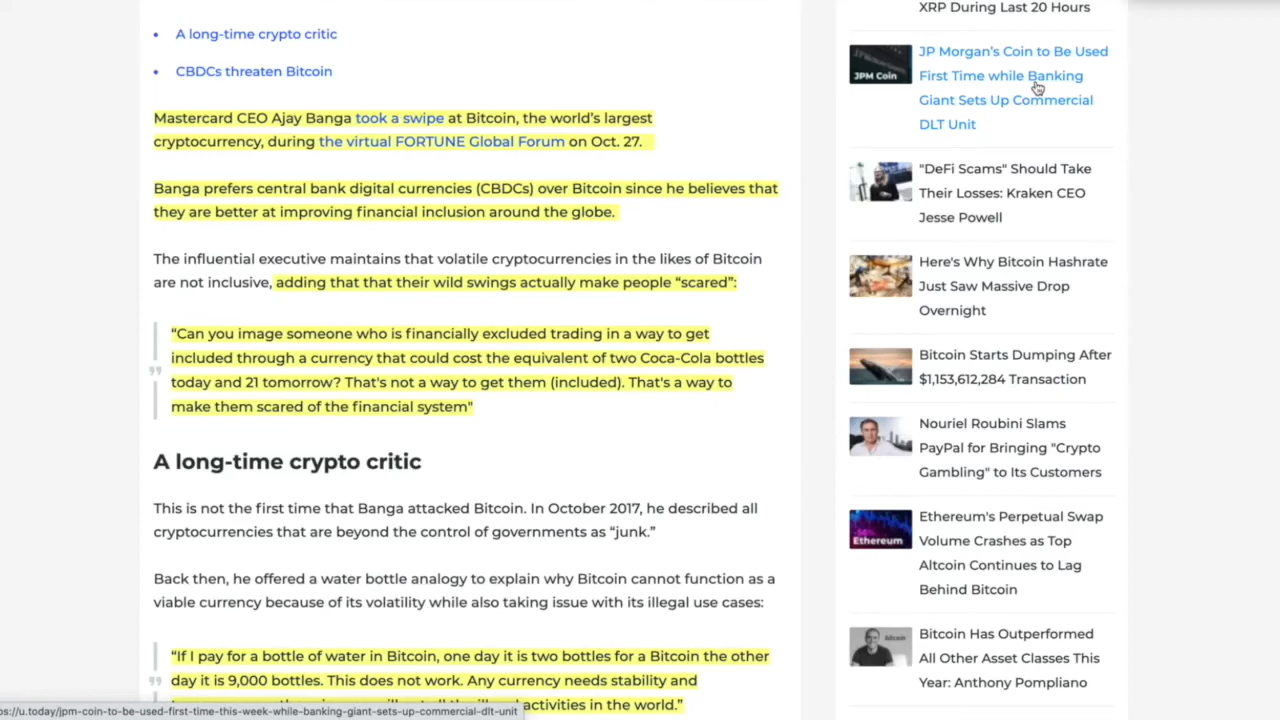 A long-time crypto critic
CBDCs threaten Bitcoin
Mastercard CEO Ajay Banga took a swipe at Bitcoin, the world's largest
cryptocurrency, during the virtual FORTUNE Global Forum on Oct. 27.
Banga prefers central bank digital currencies (CBDCs) over Bitcoin since he believes that
they are better at improving financial inclusion around the globe.
The influential executive maintains that volatile cryptocurrencies in the likes of Bitcoin
are not inclusive, adding that that their wild swings actually make people “scared”:
“Can you image someone who is financially excluded trading in a way to get
included through a currency that could cost the equivalent of two Coca-Cola bottles
today and 21 tomorrow? That's not a way to get them (included). That's a way to
make them scared of the financial system"
A long-time crypto critic
This is not the first time that Banga attacked Bitcoin. In October 2017, he described all
cryptocurrencies that are beyond the control of governments as “junk.”
Back then, he offered a water bottle analogy to explain why Bitcoin cannot function as a
viable currency because of its volatility while also taking issue with its illegal use cases:
“If I pay for a bottle of water in Bitcoin, one day it is two bottles for a Bitcoin the other
day it is 9,000 bottles. This does not work. Any currency needs stability and
activities in the world.”
ps://u.today/jpm-coin-to-be-used-first-time-this-week-while-banking-giant-sets-up-commercial-dlt-unit
XRP During Last 20 Hours
JPM Coin
JP Morgan's Coin to Be Used
First Time while Banking
Giant Sets Up Commercial
DLT Unit
"DeFi Scams" Should Take
Their Losses: Kraken CEO
Jesse Powell
Here's Why Bitcoin Hashrate
Just Saw Massive Drop
Overnight
Bitcoin Starts Dumping After
$1,153,612,284 Transaction
Nouriel Roubini Slams
PayPal for Bringing "Crypto
Gambling" to Its Customers
Ethereum
Ethereum's Perpetual Swap
Volume Crashes as Top
Altcoin Continues to Lag
Behind Bitcoin
Bitcoin Has Outperformed
All Other Asset Classes This
Year: Anthony Pompliano